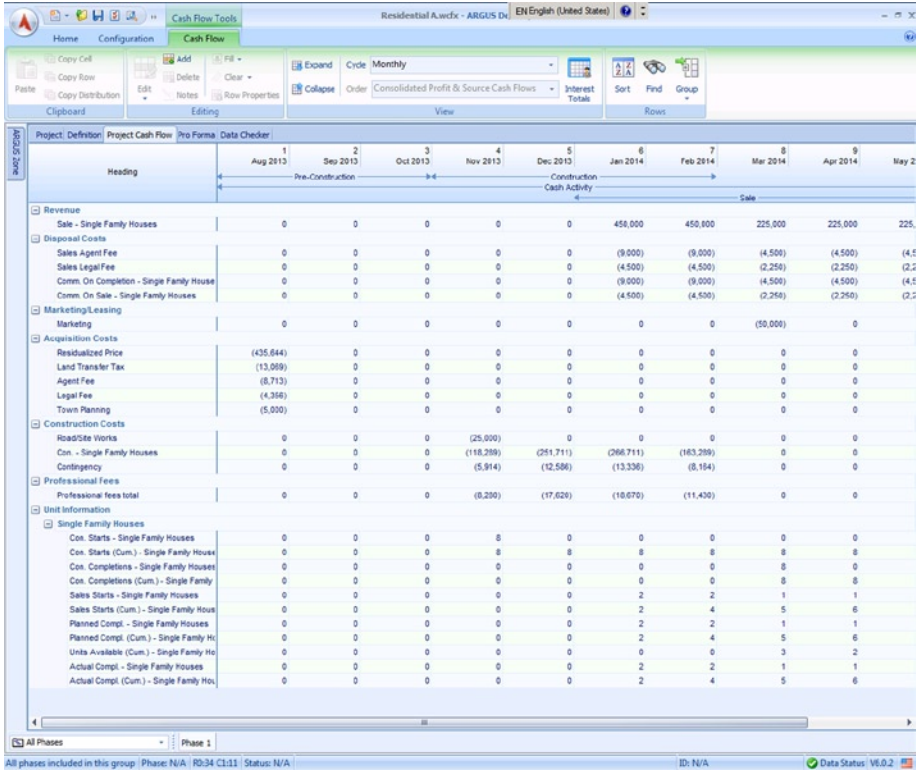 Cash Flow Tools
Residential A.wcfx - ARGUS De
EN English (United States)
Home Configuration Cash Flow
Paste
Copy Cell
Copy Row
Copy Distribution
Clipboard
Edit
Add
Delete
Notes
Fill
Clear
Row Properties
Editing
Expand
Collapse
Cycle Monthly
Order Consolidated Profit & Source Cash Flows
Interest Totals
View
Sort Find Group
Rows
ARGUS Zone
Project Definition Project Cash Flow Pro Forma Data Checker
Heading
1 2 3 4 5 6 7 8 9
Aug 2013 Sep 2013 Oct 2013 Nov 2013 Dec 2013 Jan 2014 Feb 2014 Mar 2014 Apr 2014 May 2
Pre-Construction Construction
Cash Activity
Sale
Revenue
Sale - Single Family Houses 0 0 0 0 0 450,000 450,000 225,000 225,000 225,
Disposal Costs
Sales Agent Fee 0 0 0 0 0 (9,000) (9,000) (4,500) (4,500) (4,5
Sales Legal Fee 0 0 0 0 0 (4,500) (4,500) (2,250) (2,250) (2,2
Comm. On Completion - Single Family House 0 0 0 0 0 (9,000) (9,000) (4,500) (4,500) (4,5
Comm. On Sale - Single Family Houses 0 0 0 0 0 (4,500) (4,500) (2,250) (2,250) (2,2
Marketing/Leasing
Marketing 0 0 0 0 0 0 0 (50,000) 0
Acquisition Costs
Residualized Price (435,644) 0 0 0 0 0 0 0 0
Land Transfer Tax (13,069) 0 0 0 0 0 0 0 0
Agent Fee (8,713) 0 0 0 0 0 0 0 0
Legal Fee (4,356) 0 0 0 0 0 0 0 0
Town Planning (5,000) 0 0 0 0 0 0 0 0
Construction Costs
Road/Site Works 0 0 0 (25,000) 0 0 0 0 0
Con. - Single Family Houses 0 0 0 (118,289) (251,711) (266,711) (163,289) 0 0
Contingency 0 0 0 (5,914) (12,586) (13,336) (8,164) 0 0
Professional Fees
Professional fees total 0 0 0 (8,280) (17,620) (18,670) (11,430) 0 0
Unit Information
Single Family Houses
Con. Starts - Single Family Houses 0 0 0 8 0 0 0 0 0
Con. Starts (Cum.) - Single Family House 0 0 0 8 8 8 8 8 8
Con. Completions - Single Family Houses 0 0 0 0 0 0 0 8 0
Con. Completions (Cum.) - Single Family 0 0 0 0 0 0 0 8 8
Sales Starts - Single Family Houses 0 0 0 0 0 2 2 1 1
Sales Starts (Cum.) - Single Family Hous 0 0 0 0 0 2 4 5 6
Planned Compl. - Single Family Houses 0 0 0 0 0 2 2 1 1
Planned Compl. (Cum.) - Single Family Hc 0 0 0 0 0 2 4 5 6
Units Available (Cum.) - Single Family Ho 0 0 0 0 0 0 0 3 2
Actual Compl. - Single Family Houses 0 0 0 0 0 2 2 1 1
Actual Compl. (Cum.) - Single Family Hou 0 0 0 0 0 2 4 5 6
All Phases Phase 1
All phases included in this group Phase: N/A R0:34 C1:11 Status: N/A ID: N/A Data Status V6.0.2